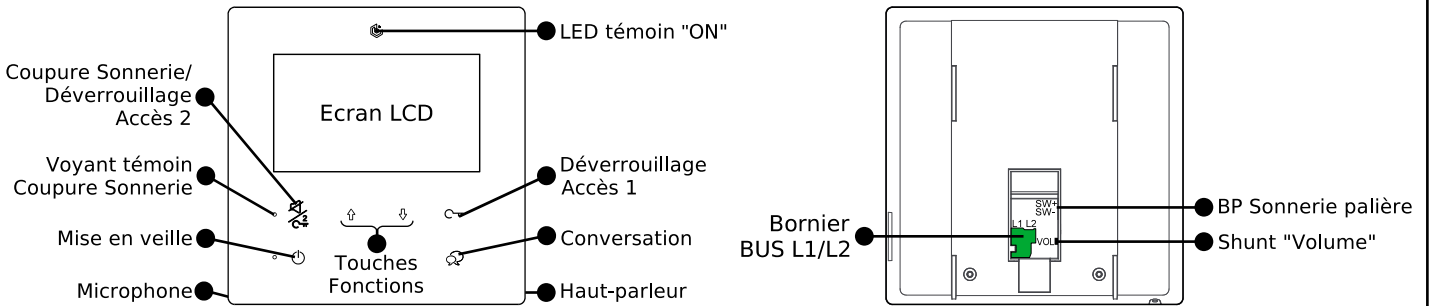 LED témoin "ON"
Coupure Sonnerie/
Déverrouillage
Accès 2
Ecran LCD
Voyant témoin
Coupure Sonnerie
Déverrouillage
Accès 1
2
Mise en veille
Touches
Fonctions
Conversation
Microphone
Haut-parleur
SW+
SW-
L1 L2
VOL
Bornier
BUS L1/L2
BP Sonnerie palière
Shunt "Volume"